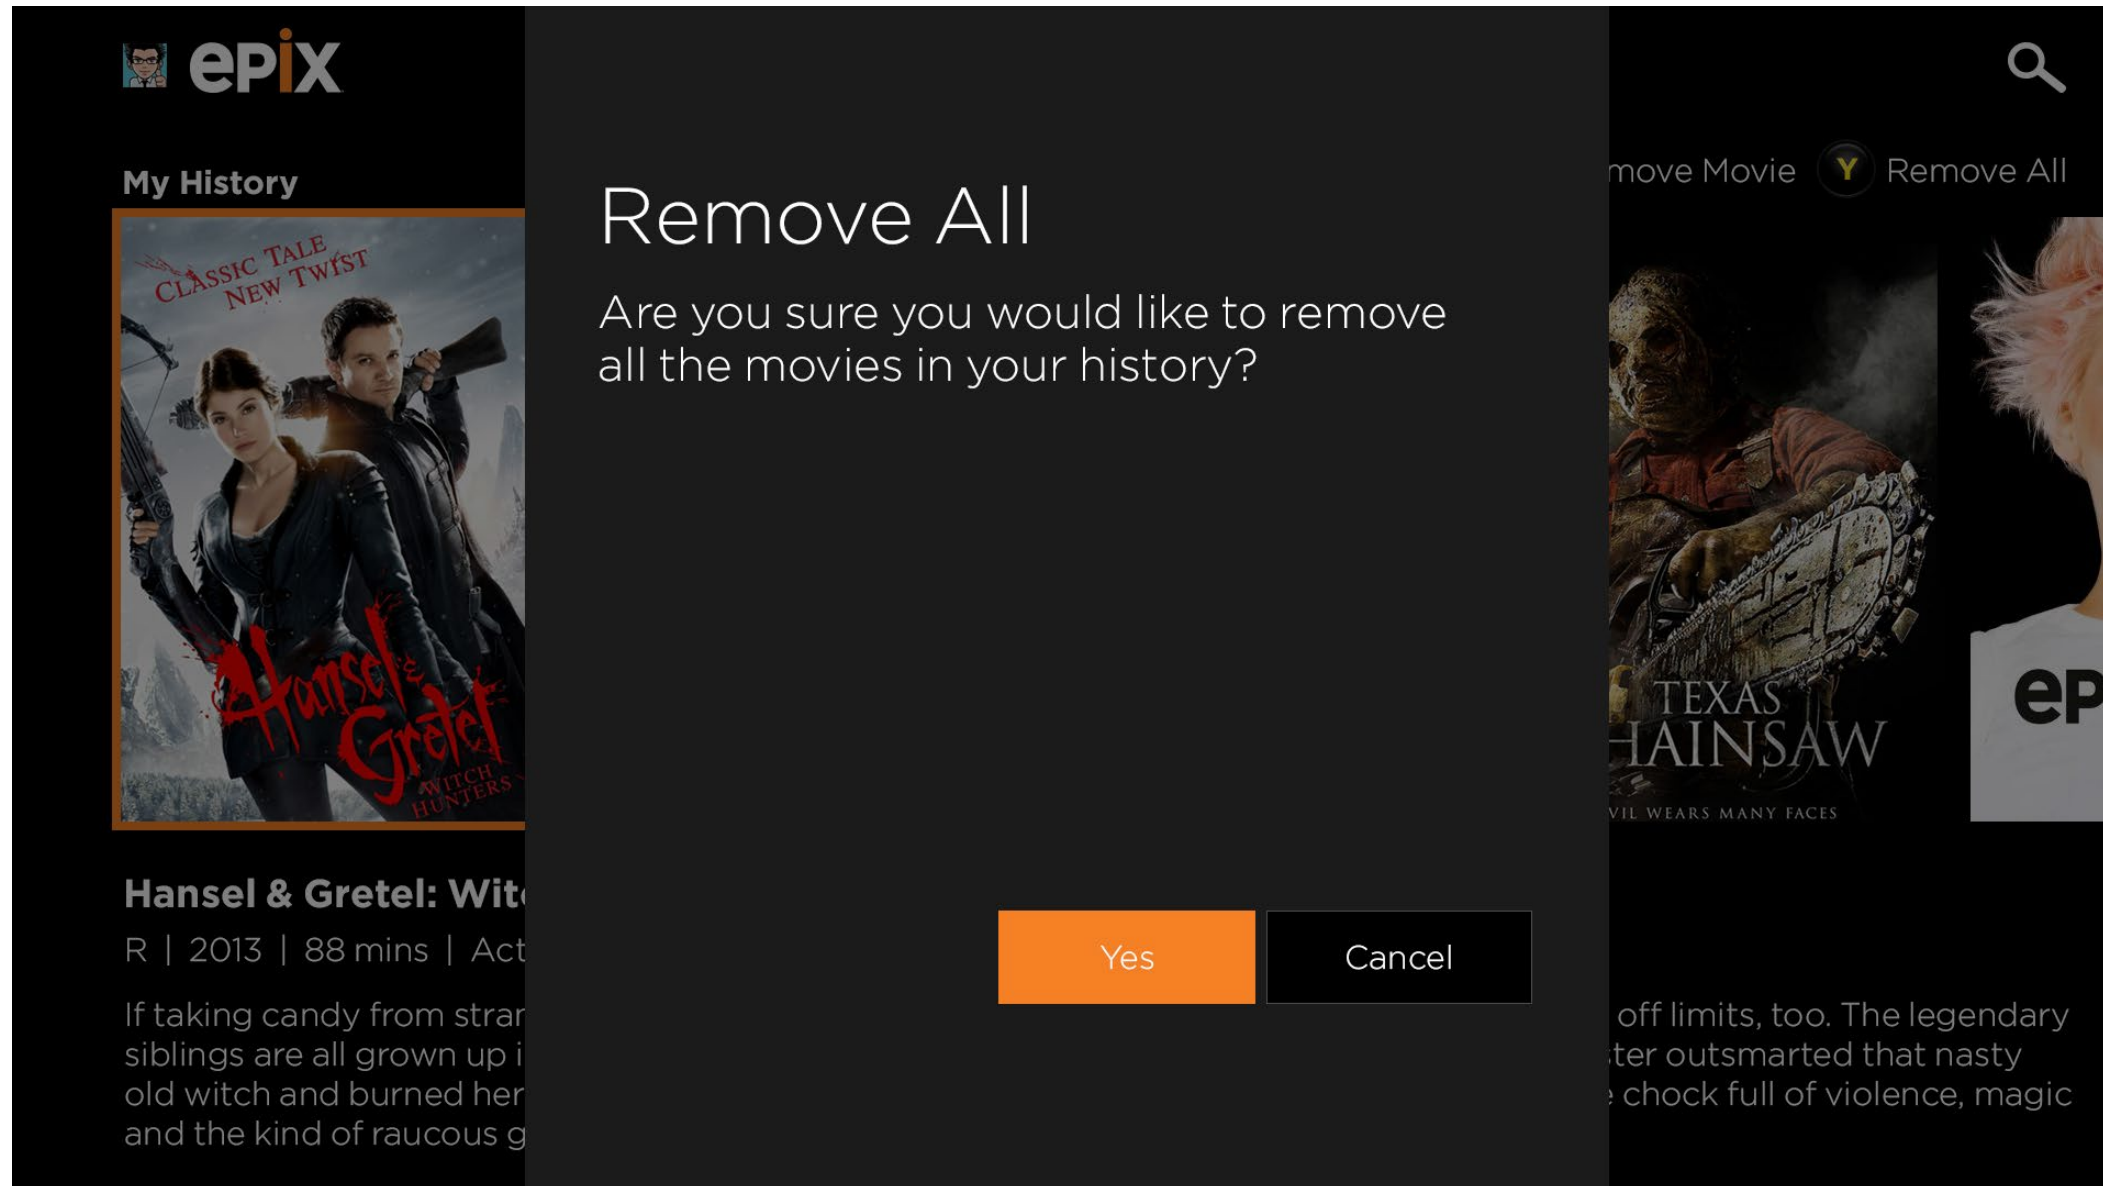 epix
My History
move Movie Y Remove All
CLASSIC TALE
NEW TWIST
Hansel &
Gretel
WITCH
HUNTERS
Remove All
Are you sure you would like to remove
all the movies in your history?
Yes Cancel
TEXAS
HAINSAW
VIL WEARS MANY FACES
ep
Hansel & Gretel: Witc
R | 2013 | 88 mins | Act
If taking candy from stran
siblings are all grown up i
old witch and burned her
and the kind of raucous g
off limits, too. The legendary
ter outsmarted that nasty
chock full of violence, magic